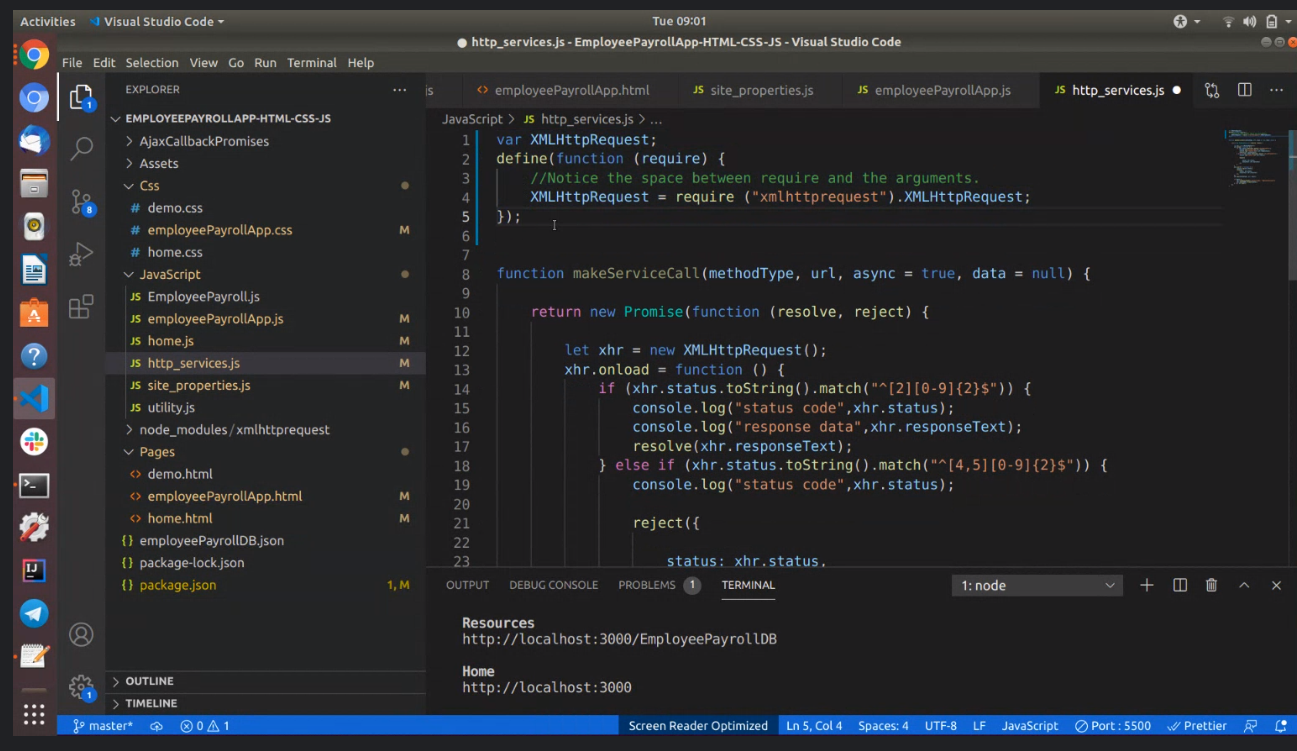 Activities Visual Studio Code Tue 09:01
● http_services.js - EmployeePayrollApp-HTML-CSS-JS - Visual Studio Code
File Edit Selection View Go Run Terminal Help
EXPLORER ···
EMPLOYEEPAYROLLAPP-HTML-CSS-JS
> AjaxCallbackPromises
> Assets
Css
# demo.css
# employeePayrollApp.css M
# home.css
JavaScript
JS EmployeePayroll.js
JS employeePayrollApp.js M
JS home.js M
JS http_services.js M
JS site_properties.js M
JS utility.js
> node_modules/xmlhttprequest
Pages
<> demo.html
<> employeePayrollApp.html M
<> home.html M
{} employeePayrollDB.json
{} package-lock.json
{} package.json 1, M
> OUTLINE
> TIMELINE
1
8
1
js <> employeePayrollApp.html JS site_properties.js JS employeePayrollApp.js JS http_services.js ● ···
JavaScript > JS http_services.js > ...
1 var XMLHttpRequest;
2 define(function (require) {
3 //Notice the space between require and the arguments.
4 XMLHttpRequest = require ("xmlhttprequest").XMLHttpRequest;
5 });
6
7
8 function makeServiceCall(methodType, url, async = true, data = null) {
9
10 return new Promise(function (resolve, reject) {
11
12 let xhr = new XMLHttpRequest();
13 xhr.onload = function () {
14 if (xhr.status.toString().match("^[2][0-9]{2}$")) {
15 console.log("status code",xhr.status);
16 console.log("response data",xhr.responseText);
17 resolve(xhr.responseText);
18 } else if (xhr.status.toString().match("^[4,5][0-9]{2}$")) {
19 console.log("status code",xhr.status);
20
21 reject({
22
23 status: xhr.status,
OUTPUT DEBUG CONSOLE PROBLEMS 1 TERMINAL 1: node
Resources
http://localhost:3000/EmployeePayrollDB
Home
http://localhost:3000
master* 0 1 Screen Reader Optimized Ln 5, Col 4 Spaces: 4 UTF-8 LF JavaScript Port : 5500 Prettier